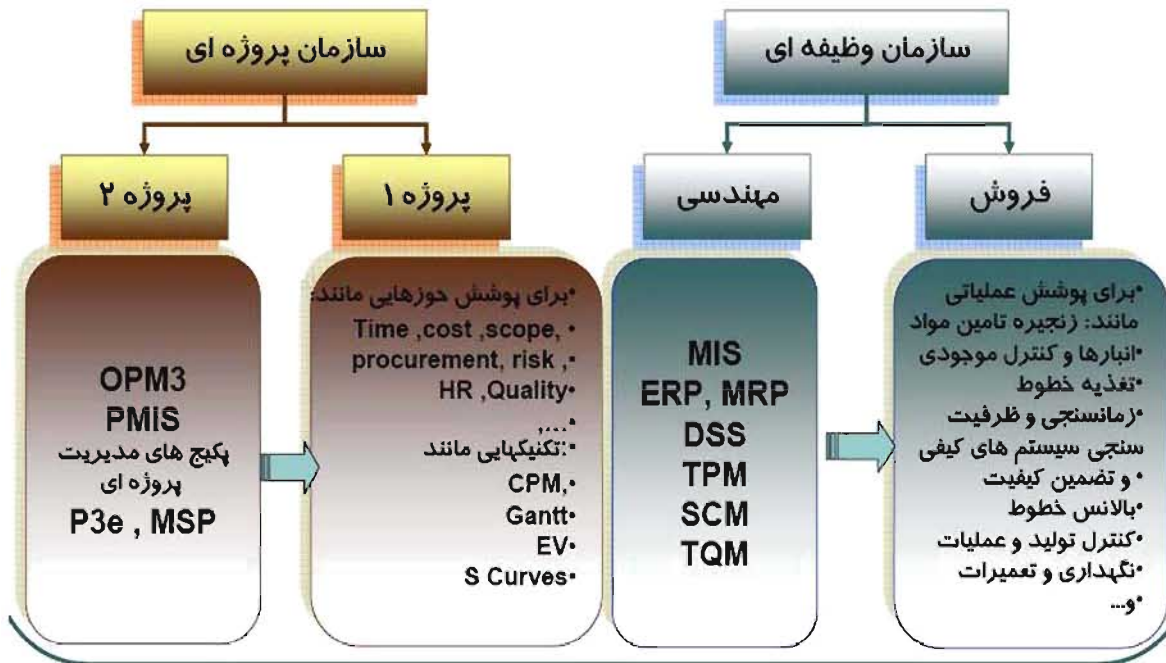 سازمان وظیفه ای
سازمان پروژه ای
فروش
مهندسی
پروژه ۱
پروژه ۲
•برای پوشش عملیاتی
مانند: زنجیره تامین مواد
•انبارها و کنترل موجودی
•تغذیه خطوط
•زمانسنجی و ظرفیت
سنجی سیستم های کیفی
• و تضمین کیفیت
•بالانس خطوط
•کنترل تولید و عملیات
•نگهداری و تعمیرات
•و...
MIS
ERP, MRP
DSS
TPM
SCM
TQM
•برای پوشش حوزهایی مانند:
Time ,cost ,scope, •
procurement, risk ,•
HR ,Quality•
,...•
•:تکنیکهایی مانند
CPM,•
Gantt•
EV•
S Curves•
OPM3
PMiS
پکیج های مدیریت
پروژه ای
P3e , MSP